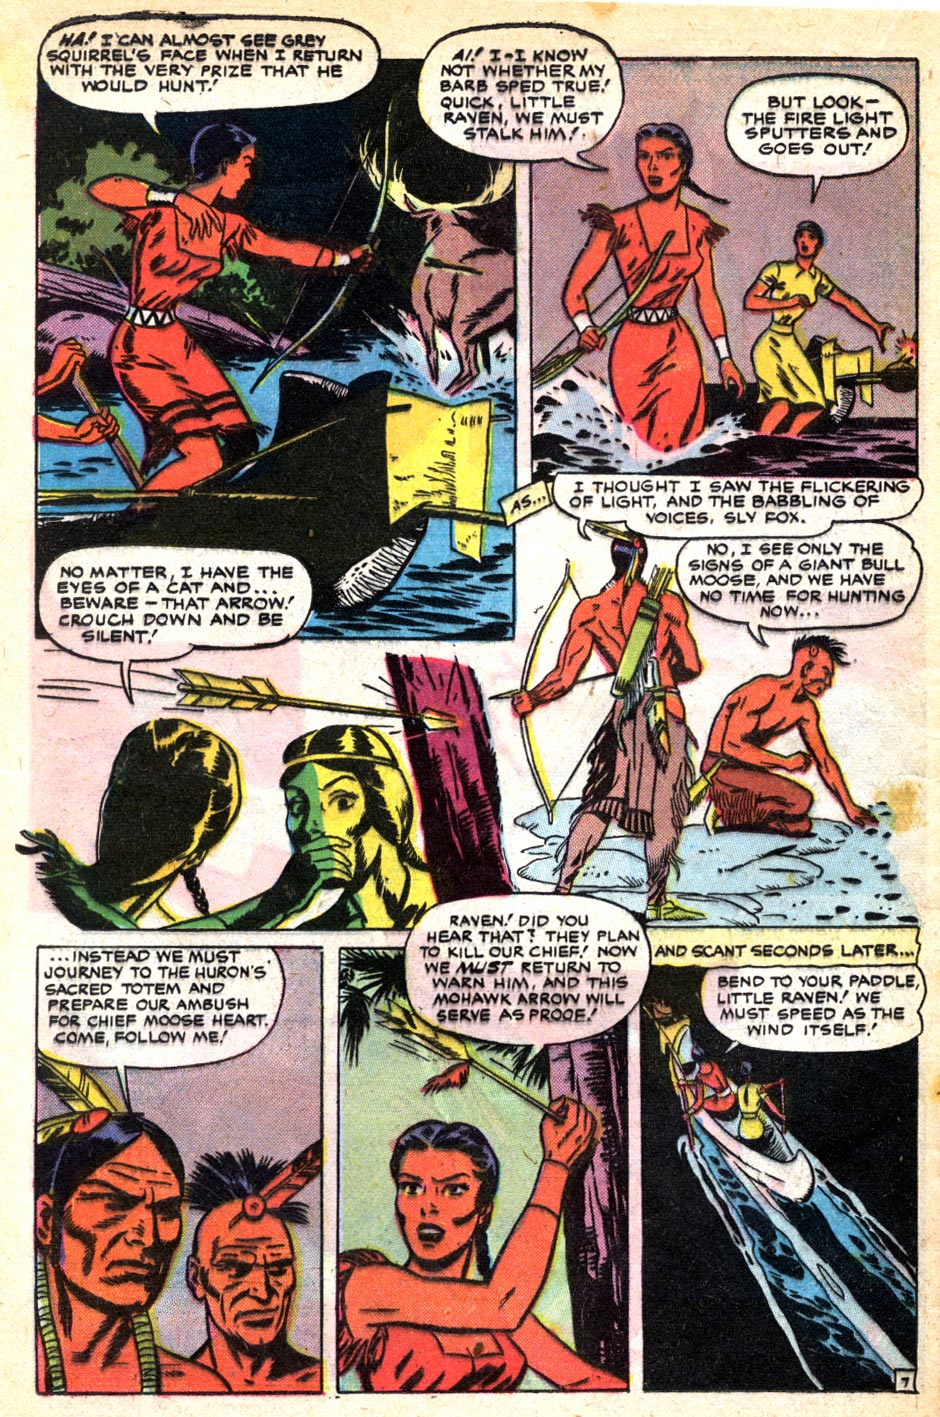 HA! I CAN ALMOST SEE GREY
SQUIRREL'S FACE WHEN I RETURN
WITH THE VERY PRIZE THAT HE
WOULD HUNT!
AI! I-I KNOW
NOT WHETHER MY
BARB SPED TRUE!
QUICK, LITTLE
RAVEN, WE MUST
STALK HIM!
BUT LOOK—
THE FIRE LIGHT
SPUTTERS AND
GOES OUT!
NO MATTER, I HAVE THE
EYES OF A CAT AND...
BEWARE — THAT ARROW!
CROUCH DOWN AND BE
SILENT!
AS...
I THOUGHT I SAW THE FLICKERING
OF LIGHT, AND THE BABBLING OF
VOICES, SLY FOX.
NO, I SEE ONLY THE
SIGNS OF A GIANT BULL
MOOSE, AND WE HAVE
NO TIME FOR HUNTING
NOW...
...INSTEAD WE MUST
JOURNEY TO THE HURON'S
SACRED TOTEM AND
PREPARE OUR AMBUSH
FOR CHIEF MOOSE HEART.
COME, FOLLOW ME!
RAVEN! DID YOU
HEAR THAT? THEY PLAN
TO KILL OUR CHIEF! NOW
WE MUST RETURN TO
WARN HIM, AND THIS
MOHAWK ARROW WILL
SERVE AS PROOF!
AND SCANT SECONDS LATER...
BEND TO YOUR PADDLE,
LITTLE RAVEN! WE
MUST SPEED AS THE
WIND ITSELF!
7